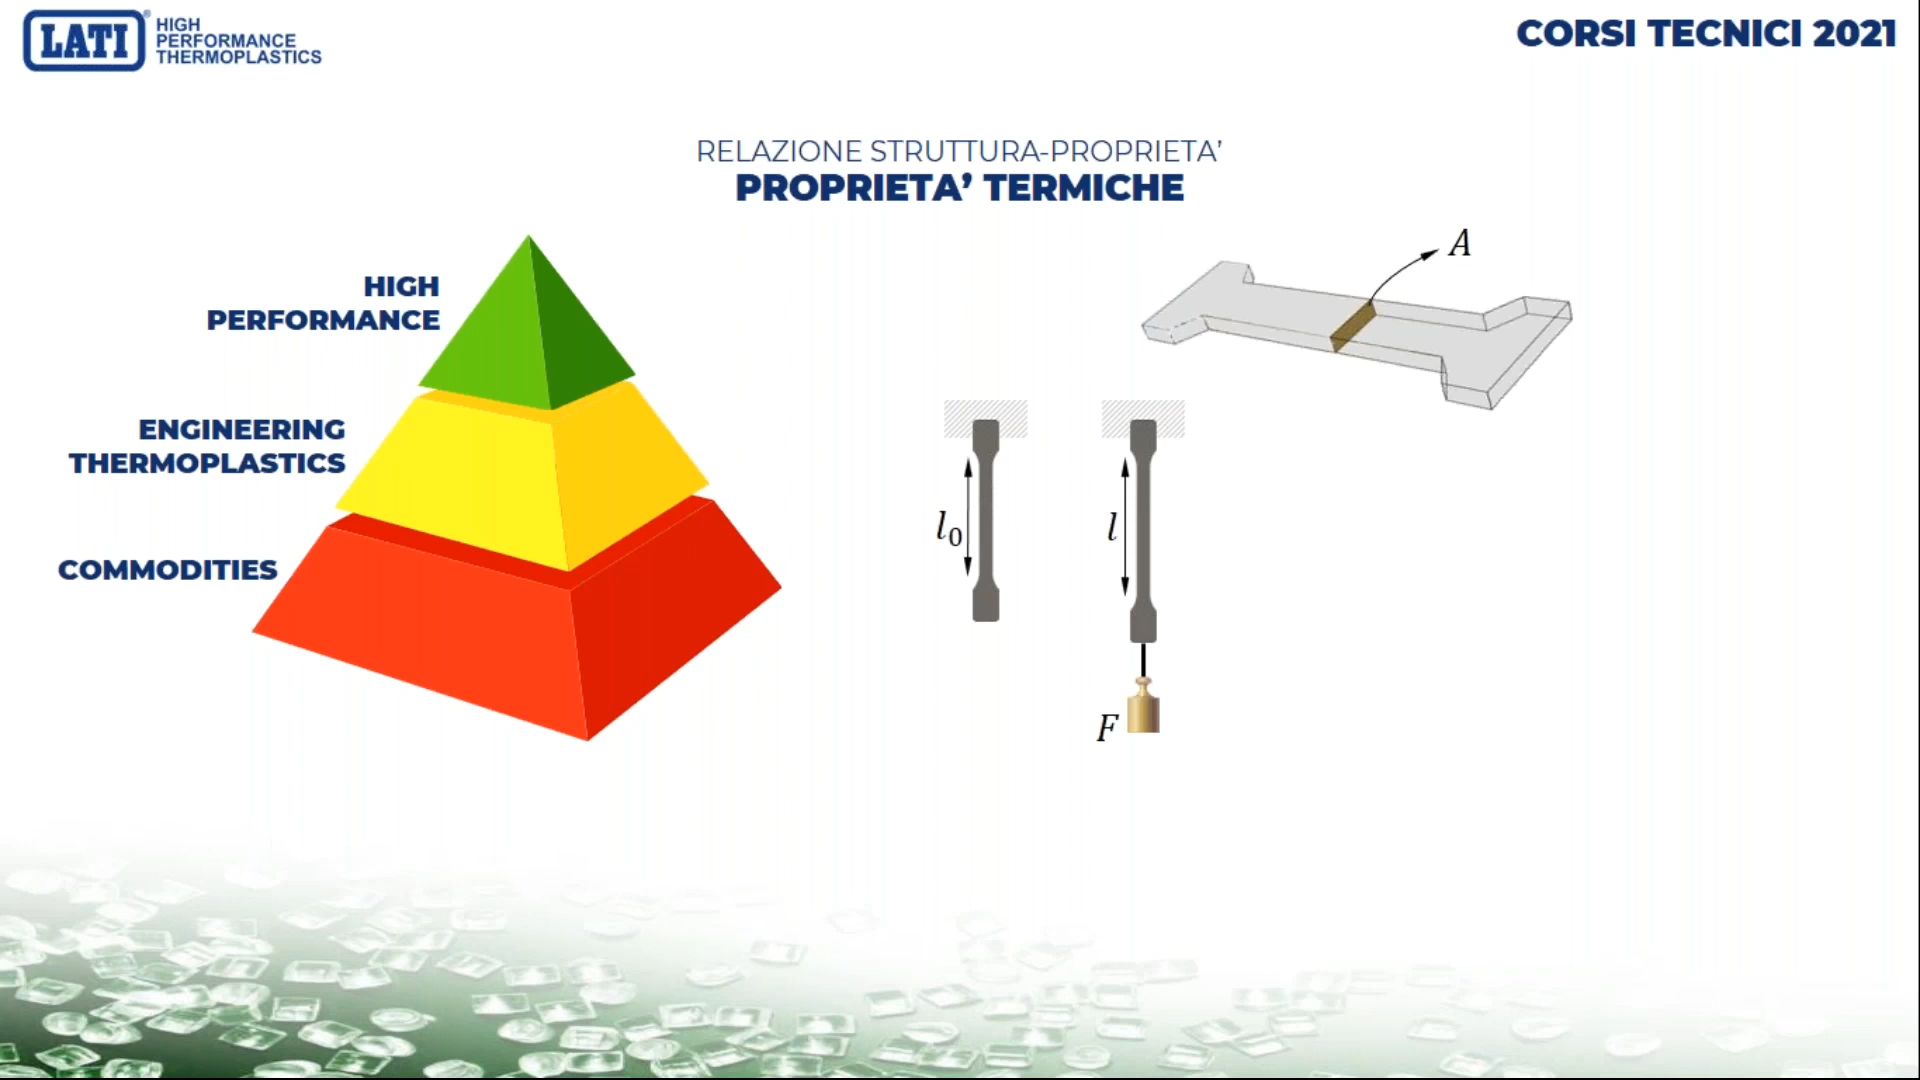 LATI®
HIGH
PERFORMANCE
THERMOPLASTICS
CORSI TECNICI 2021
RELAZIONE STRUTTURA-PROPRIETA’
PROPRIETA’ TERMICHE
HIGH
PERFORMANCE
ENGINEERING
THERMOPLASTICS
COMMODITIES
A
l₀
l
F